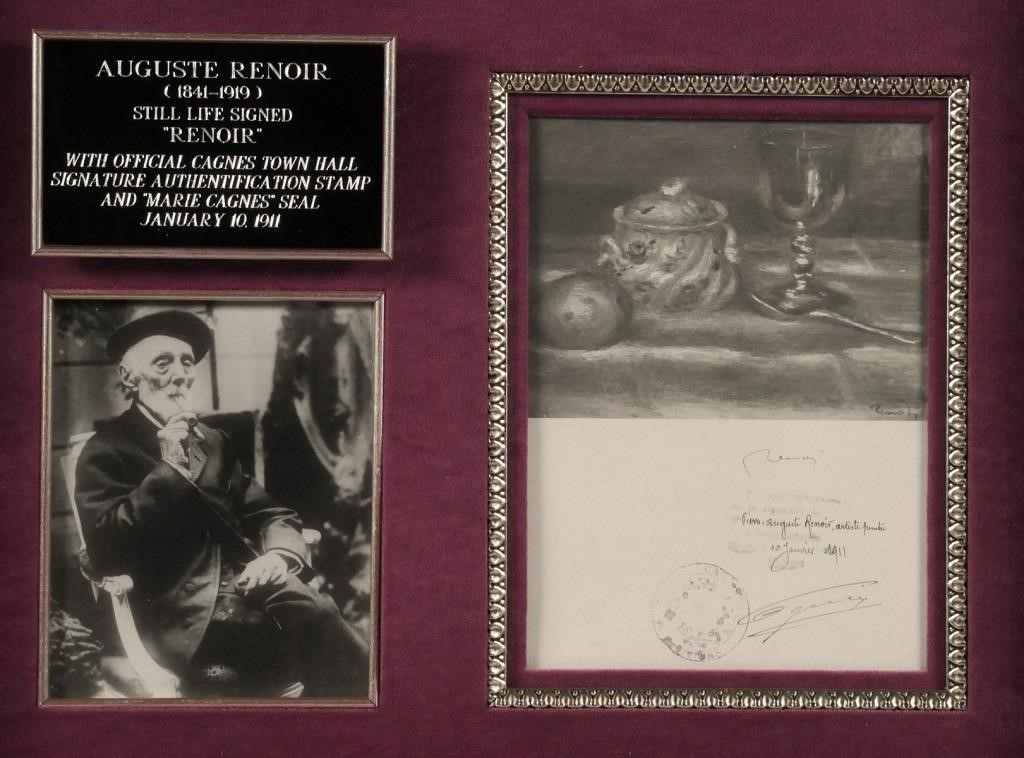 AUGUSTE RENOIR
( 1841-1919 )
STILL LIFE SIGNED
"RENOIR"
WITH OFFICIAL CAGNES TOWN HALL
SIGNATURE AUTHENTIFICATION STAMP
AND "MARIE CAGNES" SEAL
JANUARY 10, 1911
Renoir
Renoir
Pierre-Auguste Renoir, artiste peintre
10 Janvier 1911